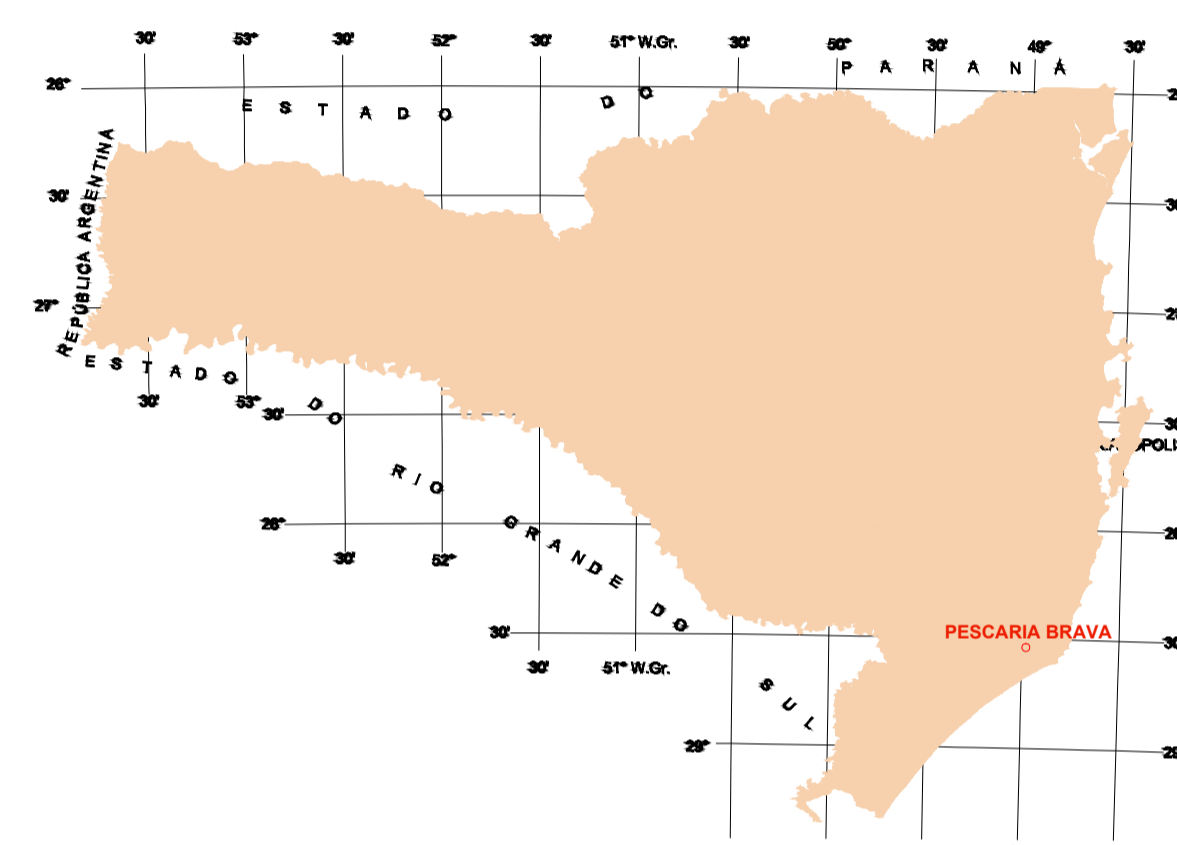 30' 53° 30' 52° 30' 51° W.Gr. 30' 50° 30' 49° 30'
PARANÁ
26°
ESTADO DO
REPÚBLICA ARGENTINA
30'
27°
ESTADO DO RIO GRANDE DO SUL
30' 53°
30'
28°
30' 52°
30'
30' 51° W.Gr.
29°
PESCARIA BRAVA
30'
30'
30'